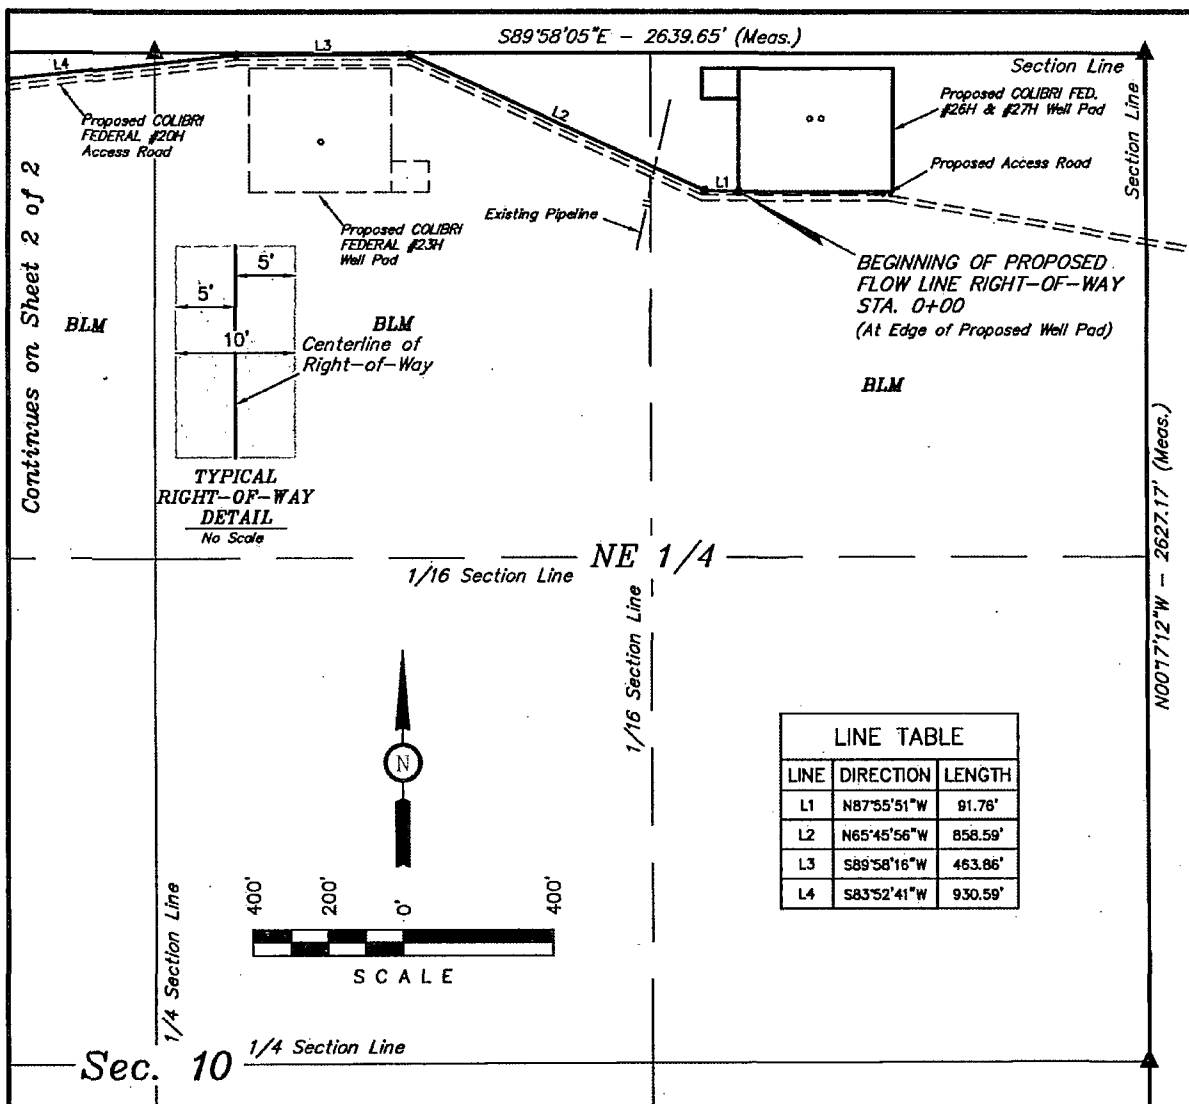 S89°58'05"E - 2639.65' (Meas.)
L3
L4
Section Line
Proposed COLIBRI
FEDERAL #20H
Access Road
L2
Proposed COLIBRI FED.
#26H & #27H Well Pad
Section Line
L1
Proposed Access Road
Existing Pipeline
Proposed COLIBRI
FEDERAL #23H
Well Pad
BEGINNING OF PROPOSED
FLOW LINE RIGHT-OF-WAY
STA. 0+00
(At Edge of Proposed Well Pad)
Continues on Sheet 2 of 2
5'
5'
10'
BLM
BLM
Centerline of
Right-of-Way
BLM
TYPICAL
RIGHT-OF-WAY
DETAIL
No Scale
N00°17'12"W - 2627.17' (Meas.)
NE 1/4
1/16 Section Line
1/16 Section Line
N
LINE TABLE
LINE DIRECTION LENGTH
L1 N87°55'51"W 91.76'
L2 N65°45'56"W 858.59'
L3 S89°58'16"W 463.86'
L4 S83°52'41"W 930.59'
400' 200' 0' 400'
SCALE
1/4 Section Line
1/4 Section Line
Sec. 10